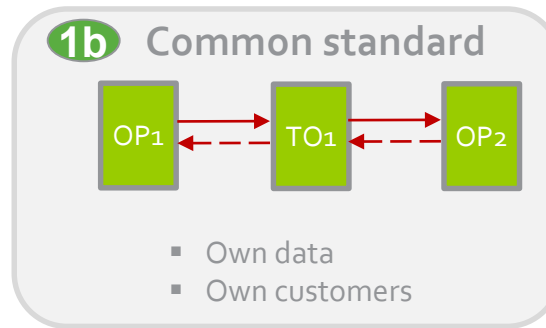 1b Common standard
OP1 TO1 OP2
▪ Own data
▪ Own customers